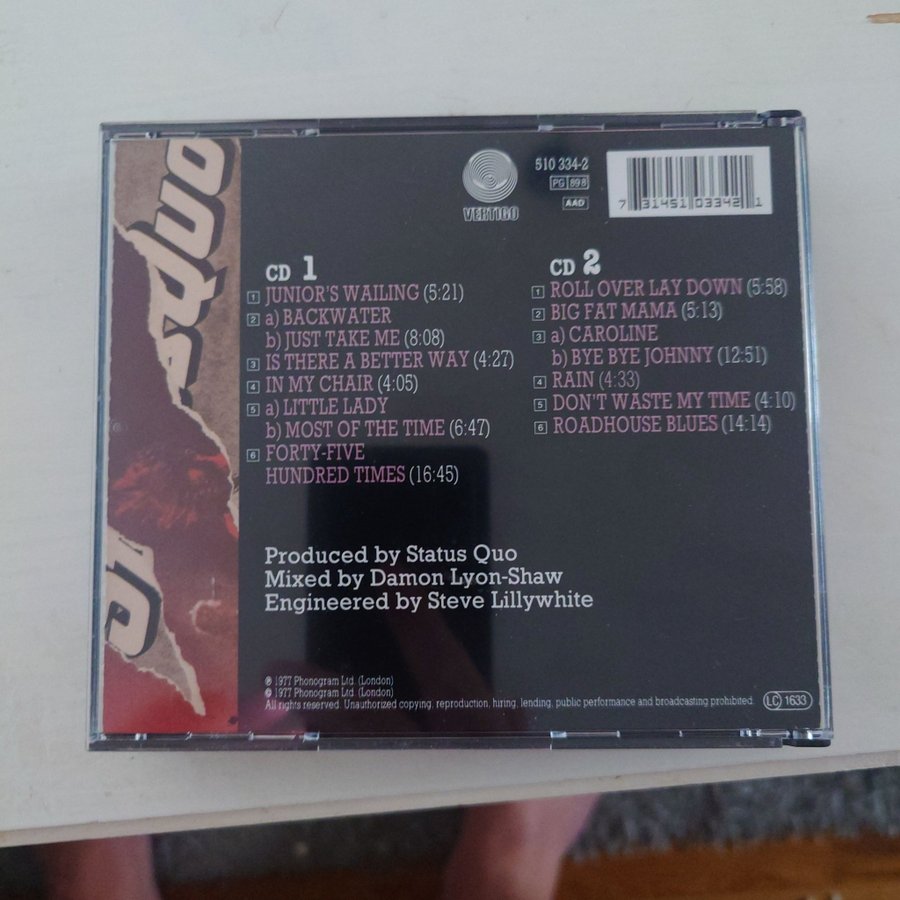 quo
VERTIGO
510 334-2
PG 898
AAD
7 31451 03342 1
CD 1
1 JUNIOR'S WAILING (5:21)
2 a) BACKWATER
b) JUST TAKE ME (8:08)
3 IS THERE A BETTER WAY (4:27)
4 IN MY CHAIR (4:05)
5 a) LITTLE LADY
b) MOST OF THE TIME (6:47)
6 FORTY-FIVE
HUNDRED TIMES (16:45)
CD 2
1 ROLL OVER LAY DOWN (5:58)
2 BIG FAT MAMA (5:13)
3 a) CAROLINE
b) BYE BYE JOHNNY (12:51)
4 RAIN (4:33)
5 DON'T WASTE MY TIME (4:10)
6 ROADHOUSE BLUES (14:14)
Produced by Status Quo
Mixed by Damon Lyon-Shaw
Engineered by Steve Lillywhite
℗ 1977 Phonogram Ltd. (London)
© 1977 Phonogram Ltd. (London)
All rights reserved. Unauthorized copying, reproduction, hiring, lending, public performance and broadcasting prohibited.
LC 1633